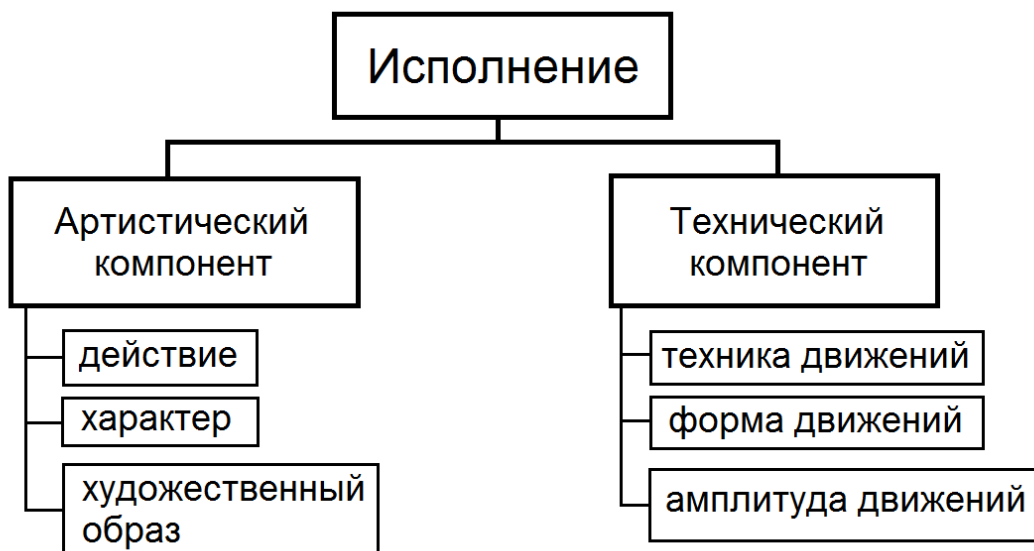 Исполнение
Артистический
компонент
действие
характер
художественный
образ
Технический
компонент
техника движений
форма движений
амплитуда движений